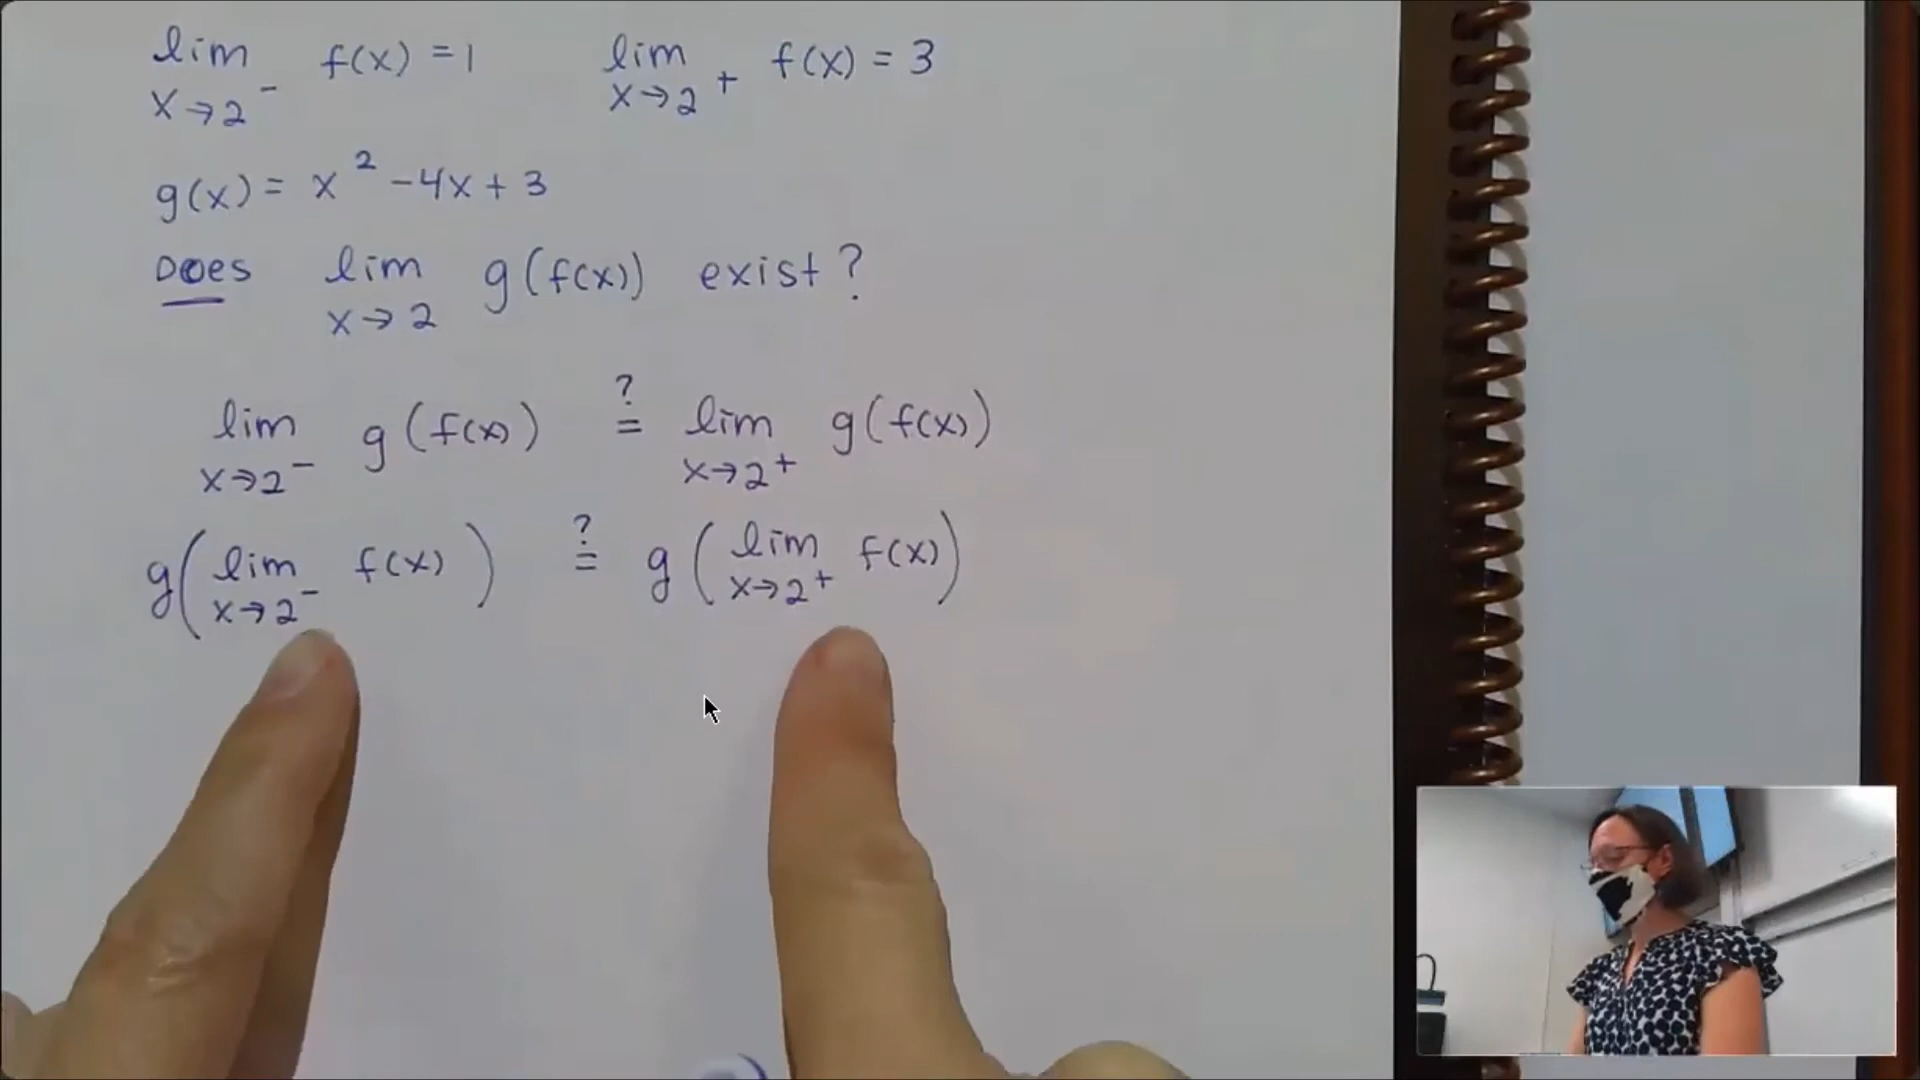 lim x→2⁻ f(x) = 1 lim x→2⁺ f(x) = 3
g(x) = x² - 4x + 3
Does lim x→2 g(f(x)) exist?
lim x→2⁻ g(f(x)) ?= lim x→2⁺ g(f(x))
g(lim x→2⁻ f(x)) ?= g(lim x→2⁺ f(x))